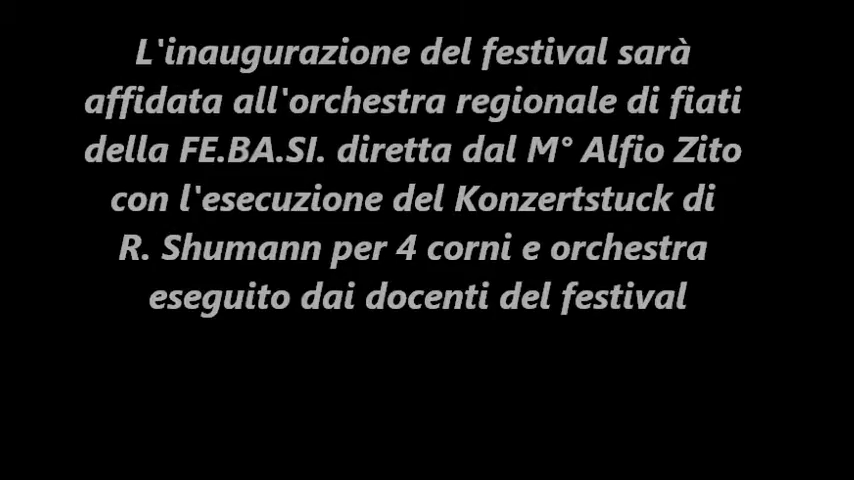 L'inaugurazione del festival sarà
affidata all'orchestra regionale di fiati
della FE.BA.SI. diretta dal M° Alfio Zito
con l'esecuzione del Konzertstuck di
R. Shumann per 4 corni e orchestra
eseguito dai docenti del festival